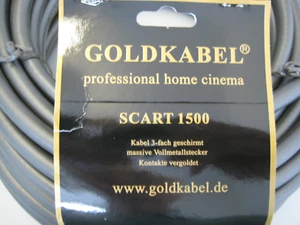 GOLDKABEL®
professional home cinema
SCART 1500
Kabel 3-fach geschirmt
massive Vollmetallstecker
Kontakte vergoldet
www.goldkabel.de